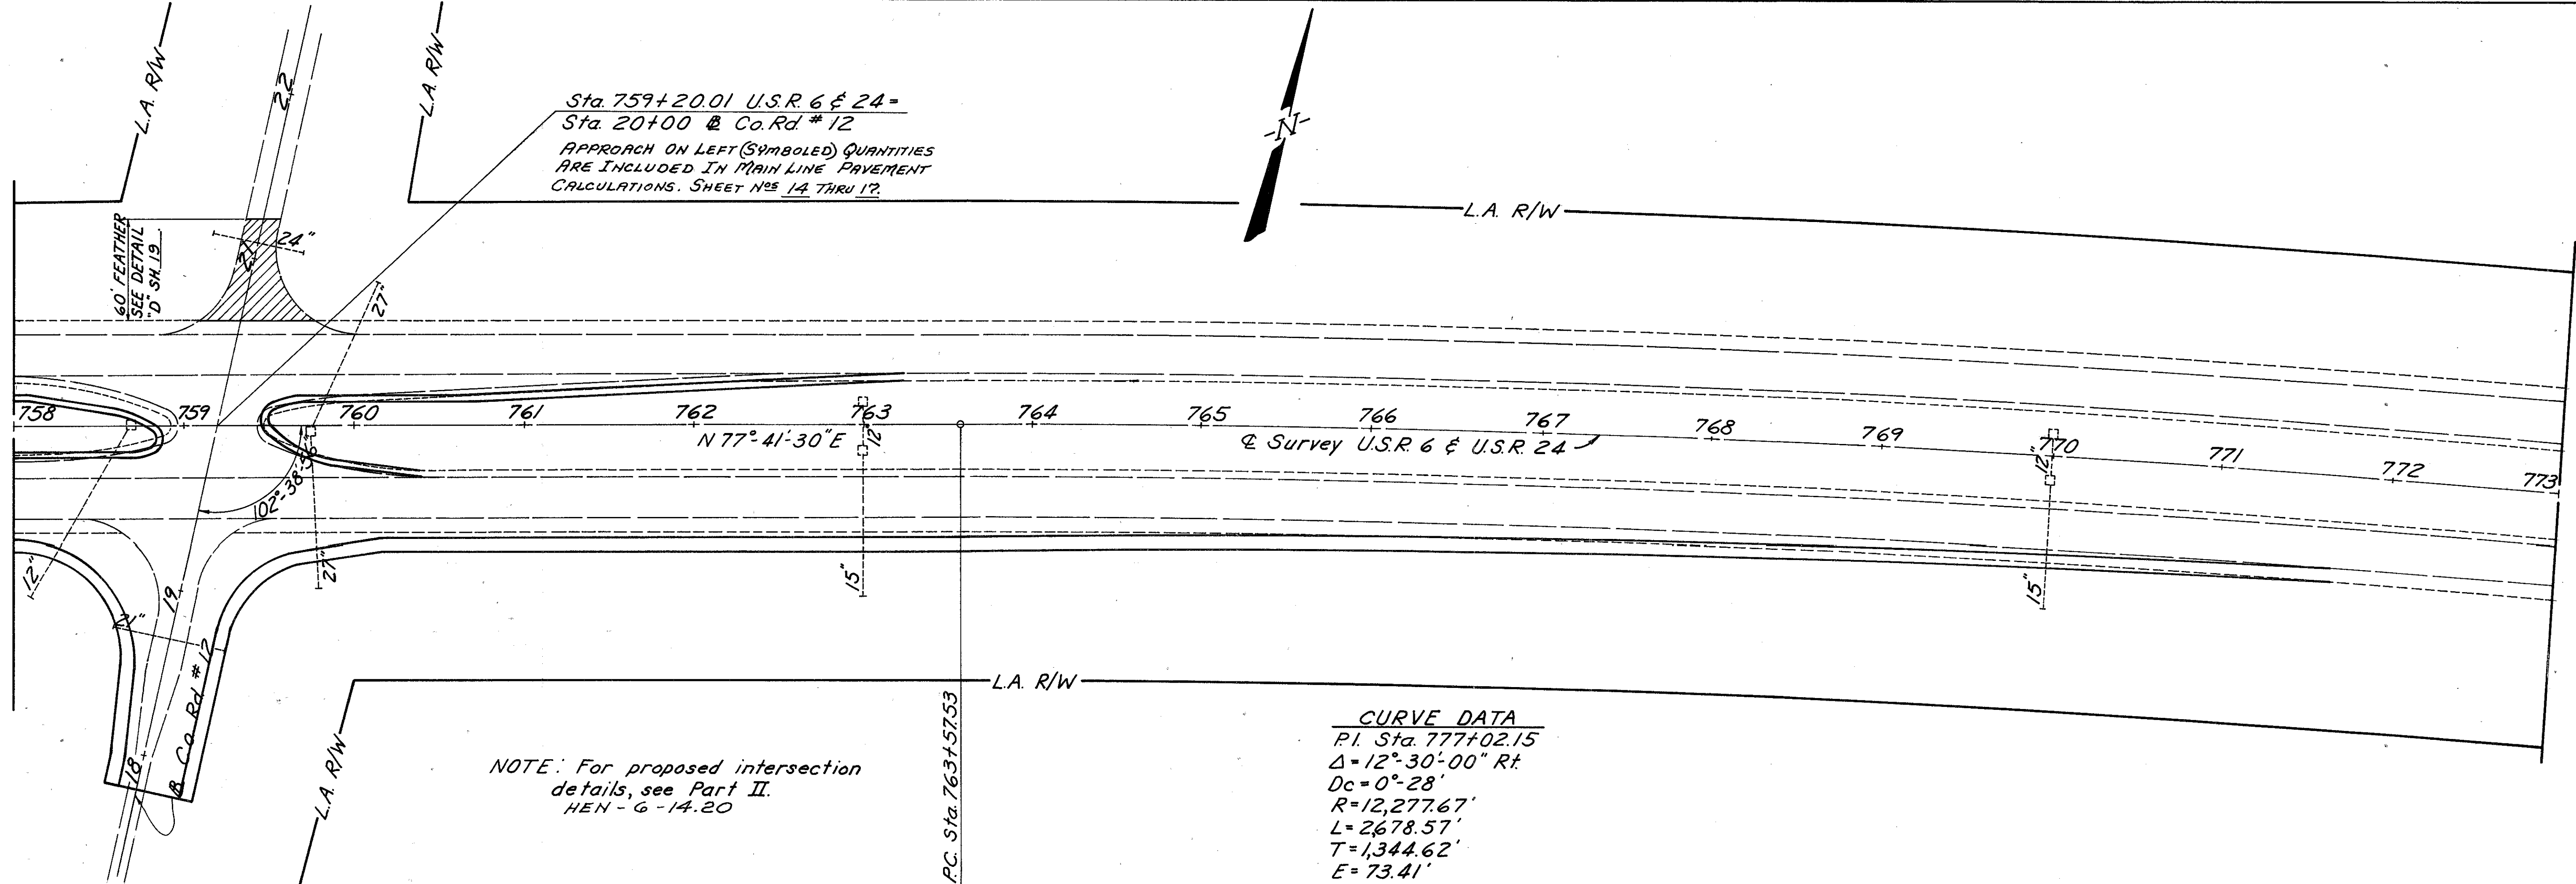 L.A. R/W
L.A. R/W
22
Sta. 759+20.01 U.S.R. 6 & 24 =
Sta. 20+00 ℄ Co. Rd. # 12
APPROACH ON LEFT (SYMBOLED) QUANTITIES
ARE INCLUDED IN MAIN LINE PAVEMENT
CALCULATIONS. SHEET NOS 14 THRU 17.
-N-
L.A. R/W
60' FEATHER
SEE DETAIL
"D" SH. 19
21
24"
27"
758
759
760
761
762
763
764
765
766
767
768
769
770
771
772
773
N 77°-41'-30" E
12"
℄ Survey U.S.R. 6 & U.S.R. 24
12"
102°-38'-56"
12"
27"
15"
15"
19
21"
18
B Co. Rd. # 12
L.A. R/W
L.A. R/W
P.C. Sta. 763+57.53
NOTE: For proposed intersection
details, see Part II.
HEN - 6 - 14.20
CURVE DATA
P.I. Sta. 777+02.15
Δ = 12°-30'-00" Rt.
Dc = 0°-28'
R = 12,277.67'
L = 2,678.57'
T = 1,344.62'
E = 73.41'